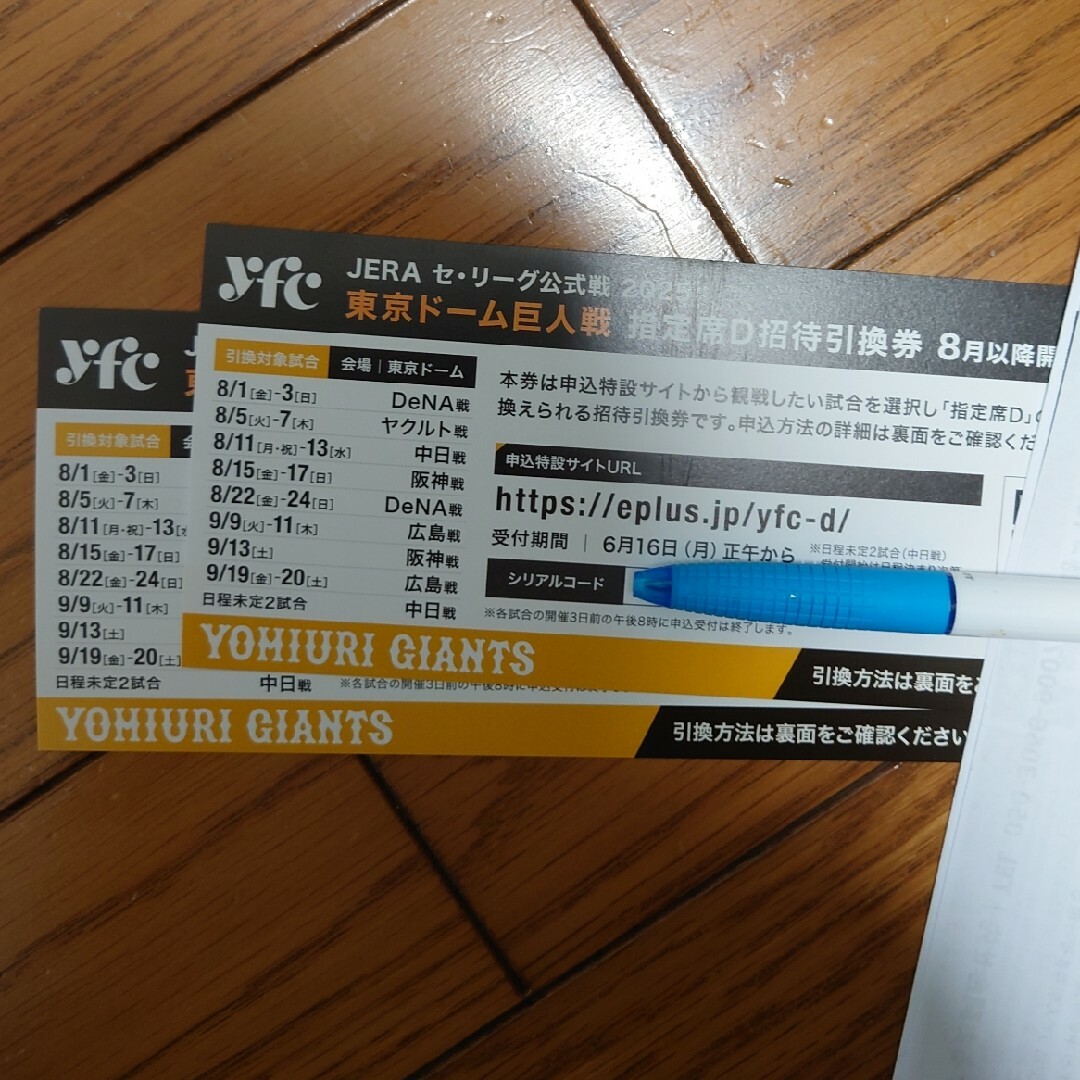 yfc
JERA セ・リーグ公式戦 2025
東京ドーム巨人戦 指定席D招待引換券 8月以降開
引換対象試合 会場|東京ドーム
8/1[金]-3[日] DeNA戦
8/5[火]-7[木] ヤクルト戦
8/11[月・祝]-13[水] 中日戦
8/15[金]-17[日] 阪神戦
8/22[金]-24[日] DeNA戦
9/9[火]-11[木] 広島戦
9/13[土] 阪神戦
9/19[金]-20[土] 広島戦
日程未定2試合 中日戦
本券は申込特設サイトから観戦したい試合を選択し「指定席D」の
換えられる招待引換券です。申込方法の詳細は裏面をご確認くだ
申込特設サイトURL
https://eplus.jp/yfc-d/
受付期間 | 6月16日(月)正午から ※日程未定2試合(中日戦)
シリアルコード
※各試合の開催3日前の午後8時に申込受付は終了します。
YOMIURI GIANTS
引換方法は裏面を
yfc
J
引換対象試合
8/1[金]-3[日]
8/5[火]-7[木]
8/11[月・祝]-13
8/15[金]-17[日]
8/22[金]-24[日]
9/9[火]-11[木]
9/13[土]
9/19[金]-20[土]
日程未定2試合 中日戦
YOMIURI GIANTS
引換方法は裏面をご確認ください